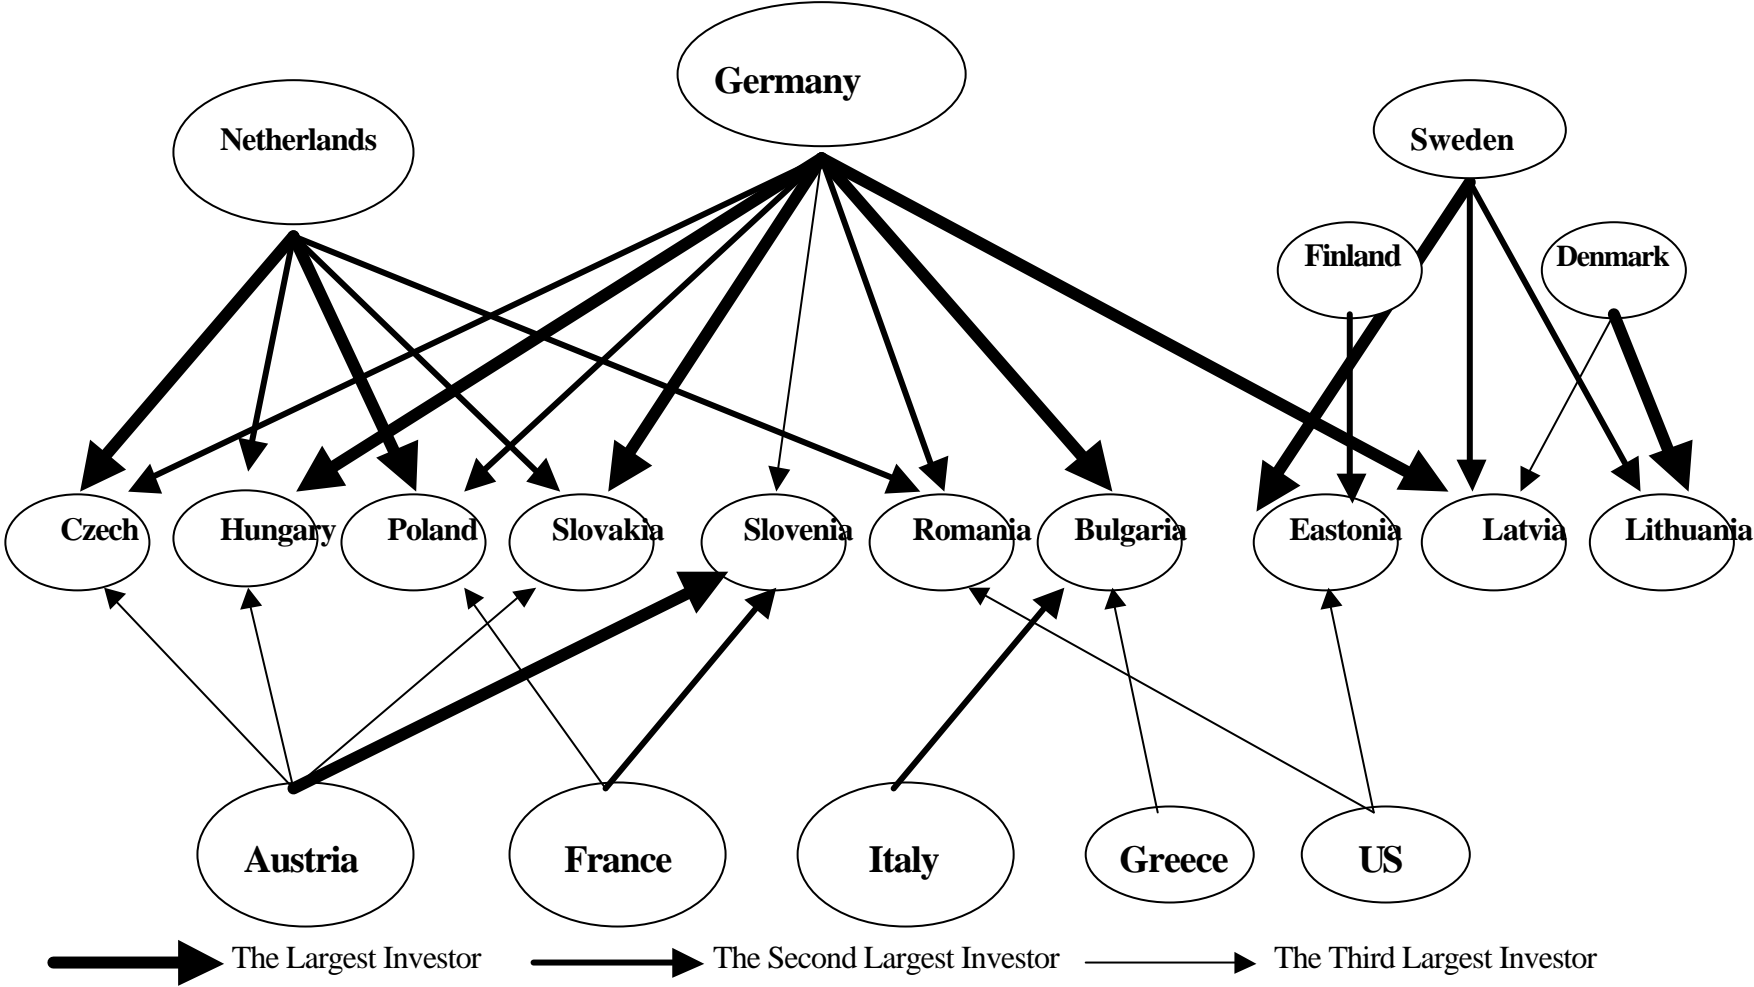 Germany
Netherlands
Sweden
Finland
Denmark
Czech
Hungary
Poland
Slovakia
Slovenia
Romania
Bulgaria
Eastonia
Latvia
Lithuania
Austria
France
Italy
Greece
US
The Largest Investor
The Second Largest Investor
The Third Largest Investor